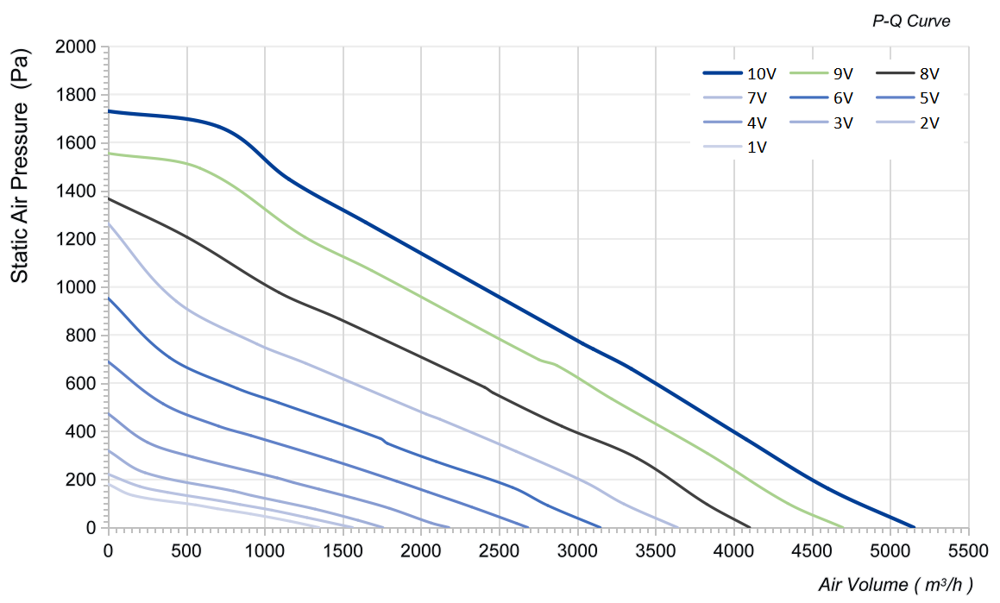 P-Q Curve
Static Air Pressure (Pa)
2000
1800
1600
1400
1200
1000
800
600
400
200
0
10V 9V 8V
7V 6V 5V
4V 3V 2V
1V
0 500 1000 1500 2000 2500 3000 3500 4000 4500 5000 5500
Air Volume ( m³/h )